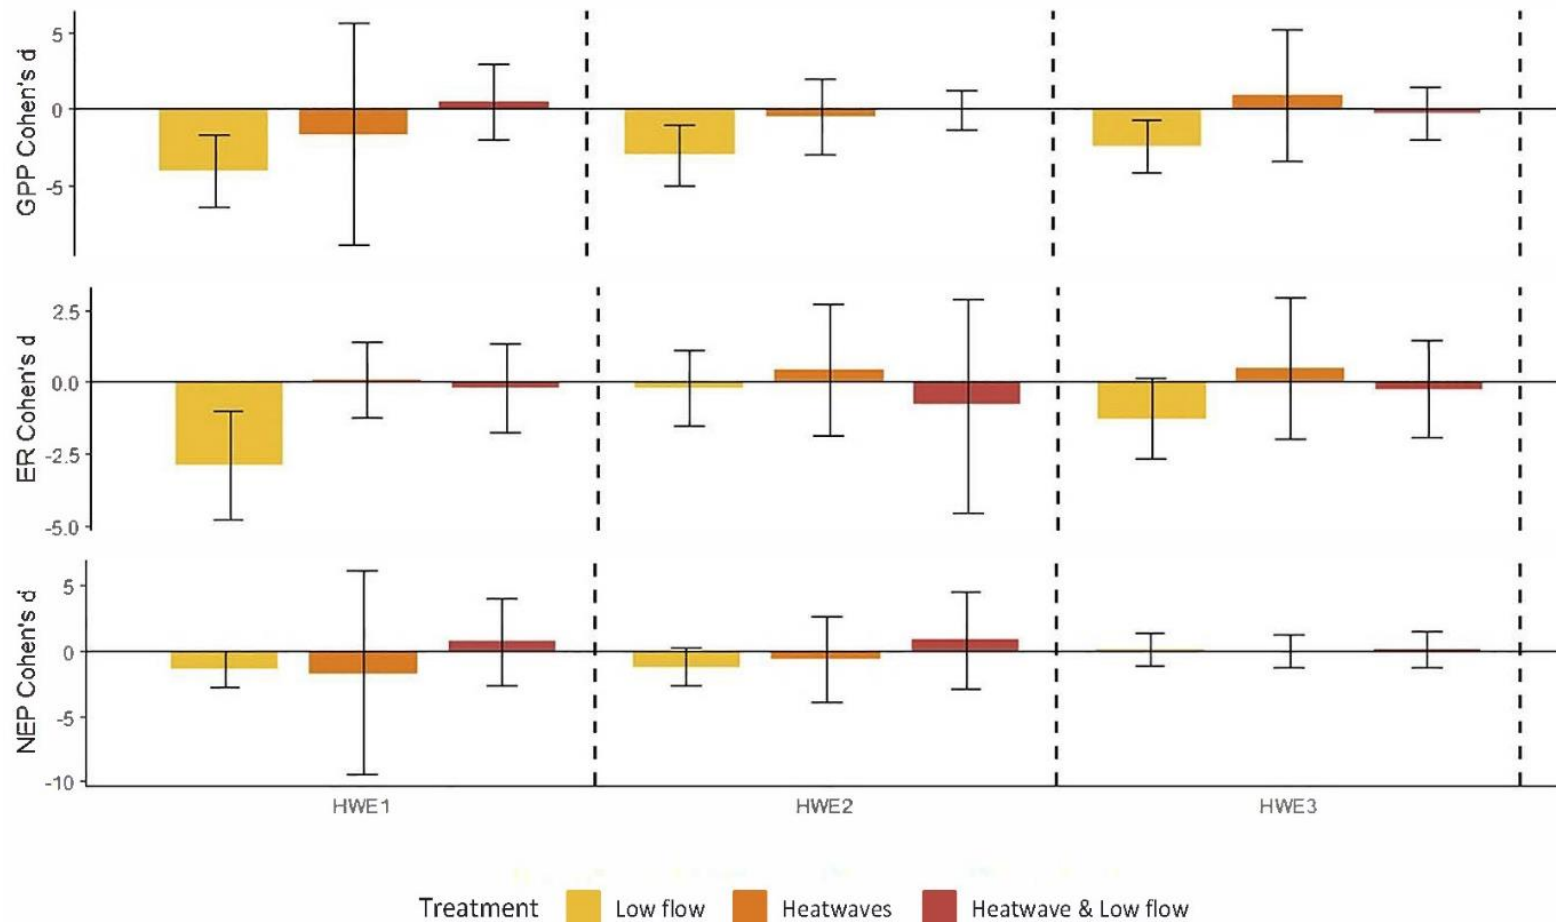 GPP Cohen's d
5
0
-5
ER Cohen's d
2.5
0.0
-2.5
-5.0
NEP Cohen's d
5
0
-5
-10
HWE1 HWE2 HWE3
Treatment Low flow Heatwaves Heatwave & Low flow